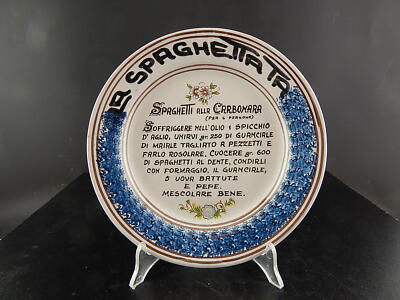 LA SPAGHETTATA
SPAGHETTI ALLA CARBONARA
(PER 6 PERSONE)
SOFFRIGGERE NELL'OLIO 1 SPICCHIO
D'AGLIO, UNIRVI gr. 250 DI GUANCIALE
DI MAIALE TAGLIATO A PEZZETTI E
FARLO ROSOLARE. CUOCERE gr. 600
DI SPAGHETTI AL DENTE, CONDIRLI
CON FORMAGGIO, IL GUANCIALE,
5 UOVA BATTUTE
E PEPE.
MESCOLARE BENE.